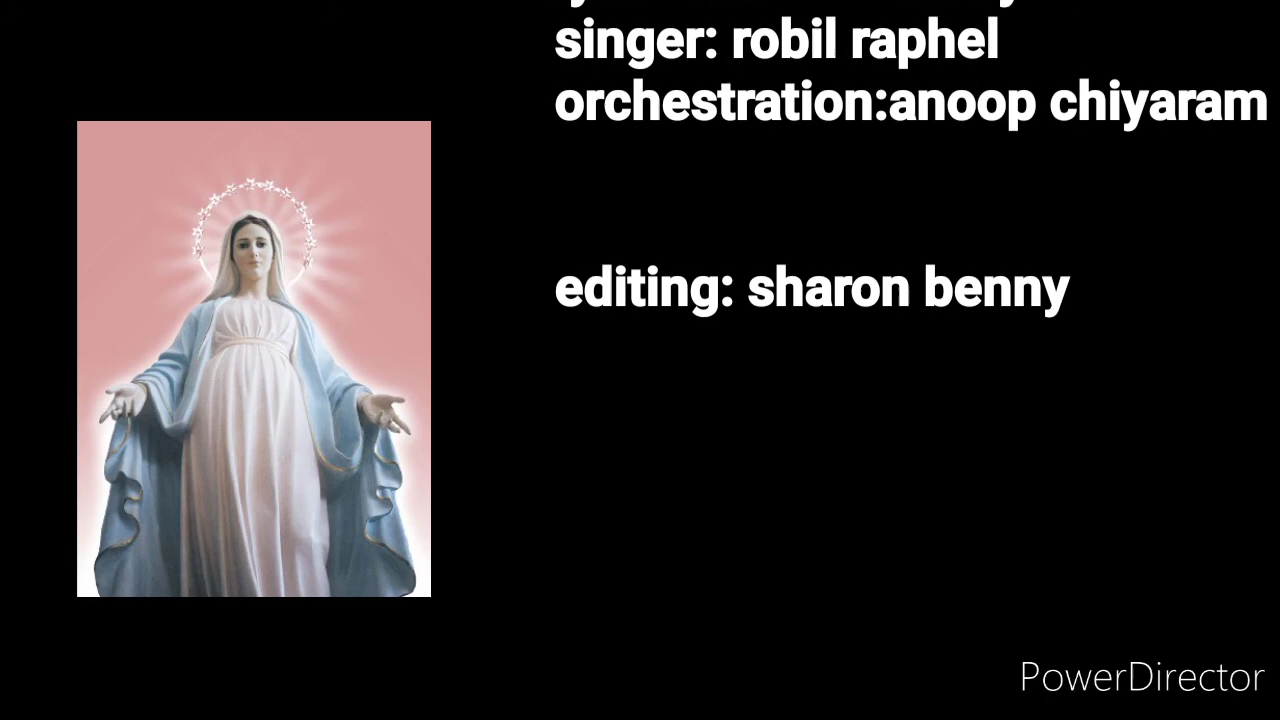 singer: robil raphel
orchestration:anoop chiyaram
editing: sharon benny
PowerDirector